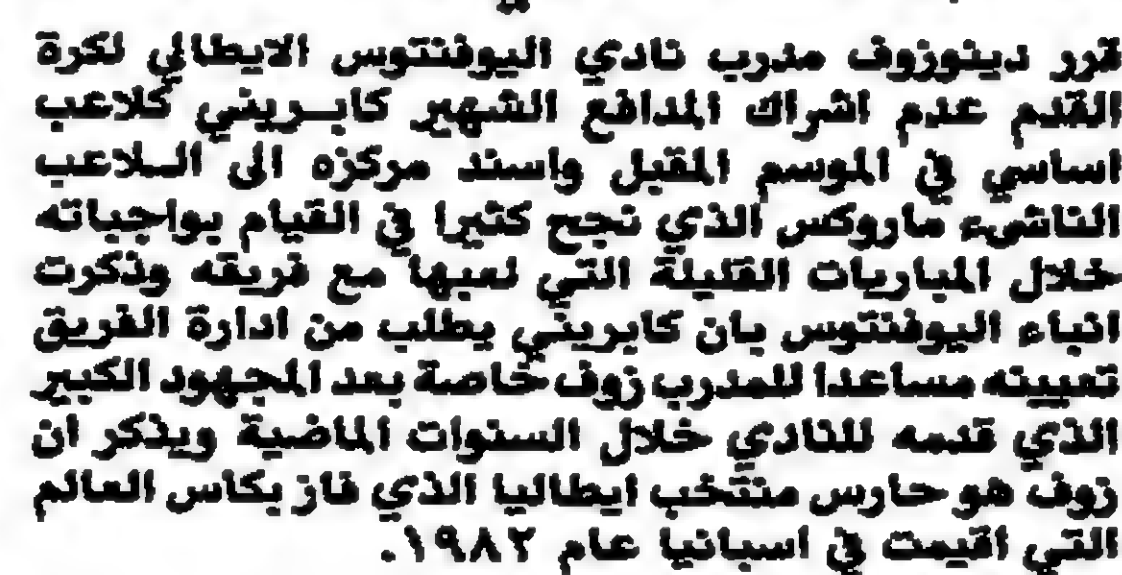 قرر دينوزوف مدرب نادي اليوفنتوس الايطالي لكرة
القدم عدم اشراك المدافع الشهير كابريني كلاعب
اساسي في الموسم المقبل واسند مركزه الى اللاعب
الناشىء ماروكس الذي نجح كثيرا في القيام بواجباته
خلال المباريات القليلة التي لعبها مع فريقه وذكرت
انباء اليوفنتوس بان كابريني يطلب من ادارة الفريق
تعيينه مساعدا للمدرب زوف خاصة بعد المجهود الكبير
الذي قدمه للنادي خلال السنوات الماضية ويذكر ان
زوف هو حارس منتخب ايطاليا الذي فاز بكاس العالم
التي اقيمت في اسبانيا عام ١٩٨٢.